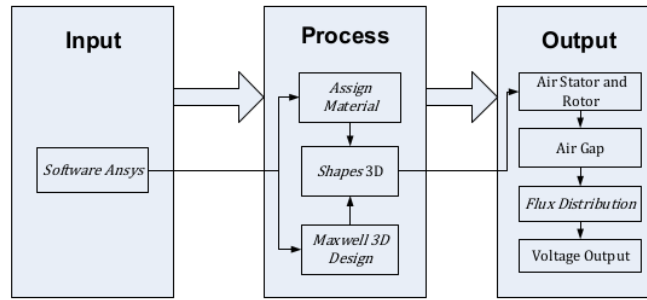 Input
Software Ansys
Process
Assign
Material
Shapes 3D
Maxwell 3D
Design
Output
Air Stator and
Rotor
Air Gap
Flux Distribution
Voltage Output